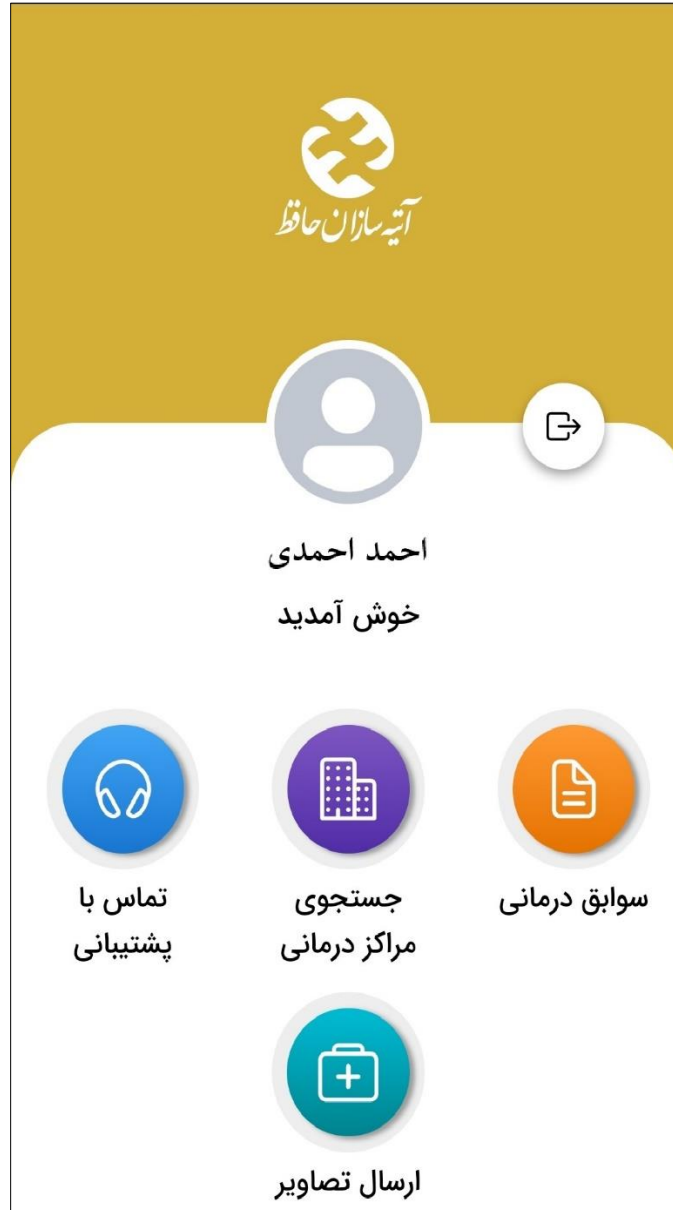 آتیه سازان حافظ
احمد احمدی
خوش آمدید
سوابق درمانی
جستجوی
مراکز درمانی
تماس با
پشتیبانی
ارسال تصاویر